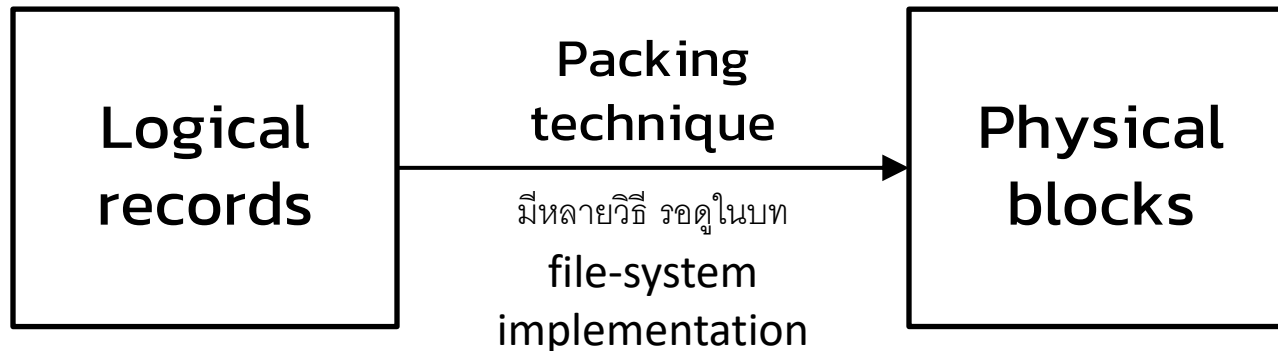 Logical
records
Packing
technique
มีหลายวิธี รอดูในบท
file-system
implementation
Physical
blocks